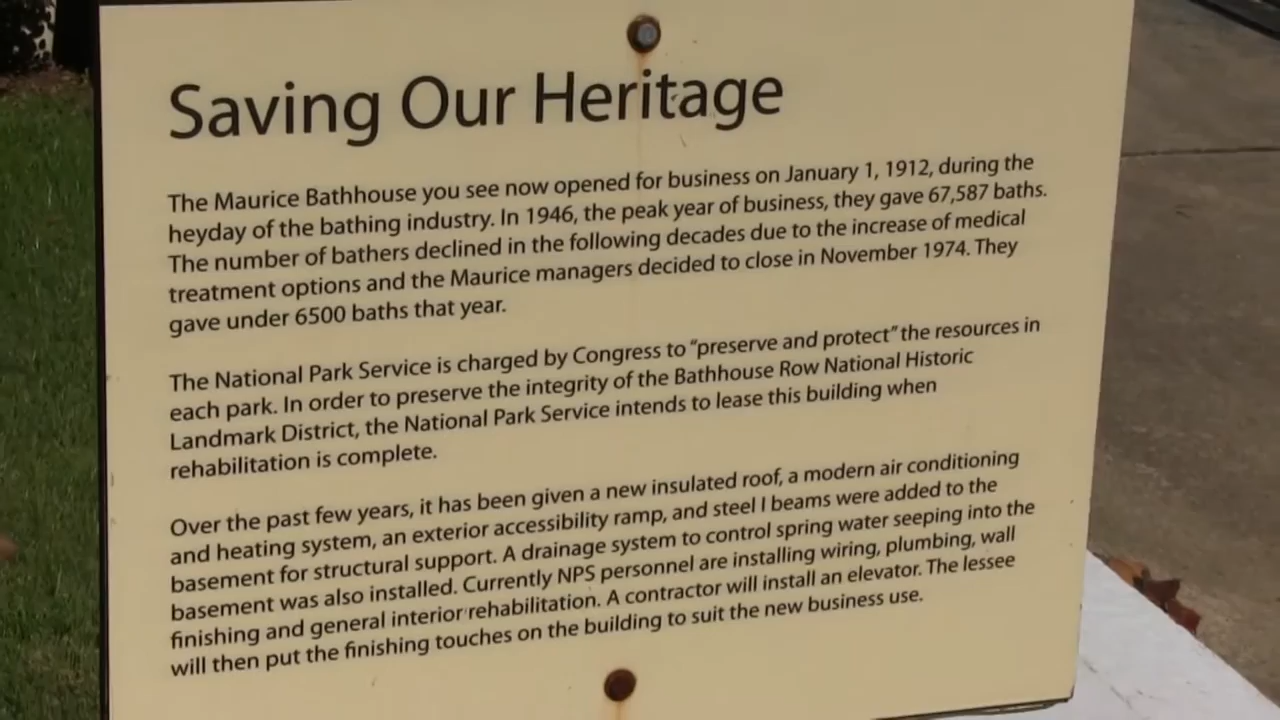 Saving Our Heritage
The Maurice Bathhouse you see now opened for business on January 1, 1912, during the
heyday of the bathing industry. In 1946, the peak year of business, they gave 67,587 baths.
The number of bathers declined in the following decades due to the increase of medical
treatment options and the Maurice managers decided to close in November 1974. They
gave under 6500 baths that year.
The National Park Service is charged by Congress to "preserve and protect" the resources in
each park. In order to preserve the integrity of the Bathhouse Row National Historic
Landmark District, the National Park Service intends to lease this building when
rehabilitation is complete.
Over the past few years, it has been given a new insulated roof, a modern air conditioning
and heating system, an exterior accessibility ramp, and steel I beams were added to the
basement for structural support. A drainage system to control spring water seeping into the
basement was also installed. Currently NPS personnel are installing wiring, plumbing, wall
finishing and general interior rehabilitation. A contractor will install an elevator. The lessee
will then put the finishing touches on the building to suit the new business use.